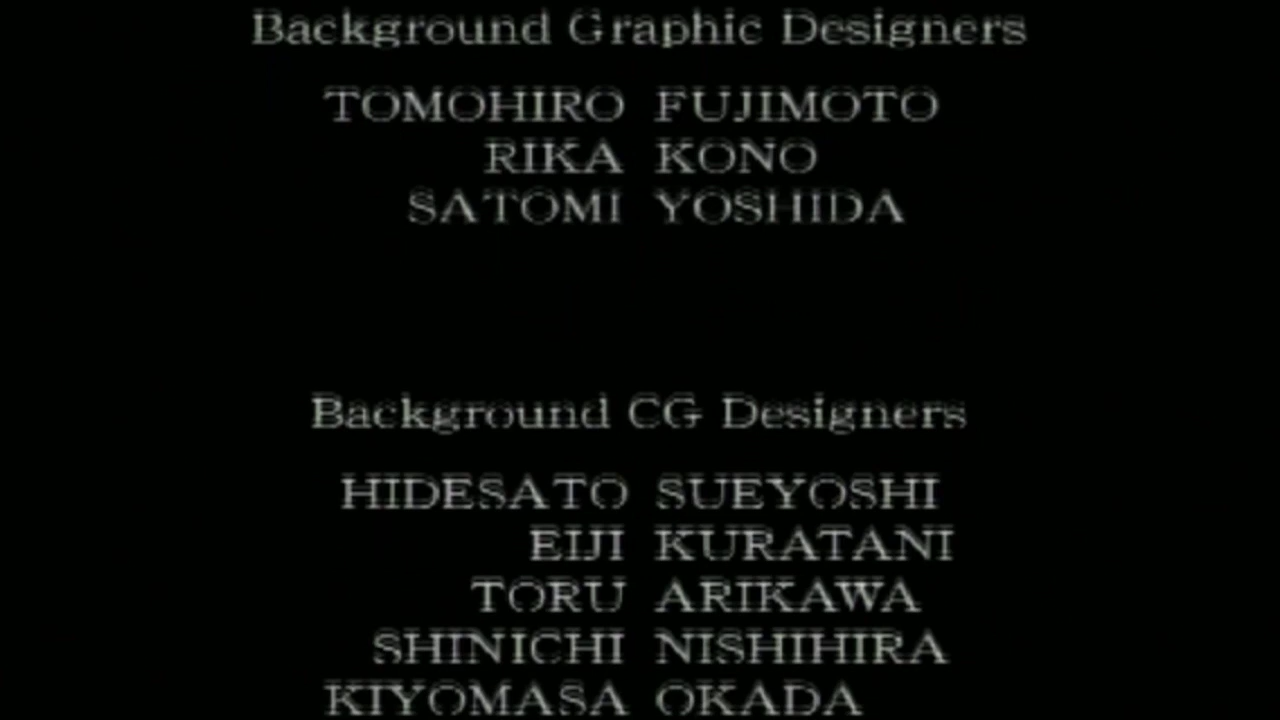 Background Graphic Designers
TOMOHIRO FUJIMOTO
RIKA KONO
SATOMI YOSHIDA
Background CG Designers
HIDESATO SUEYOSHI
EIJI KURATANI
TORU ARIKAWA
SHINICHI NISHIHIRA
KIYOMASA OKADA